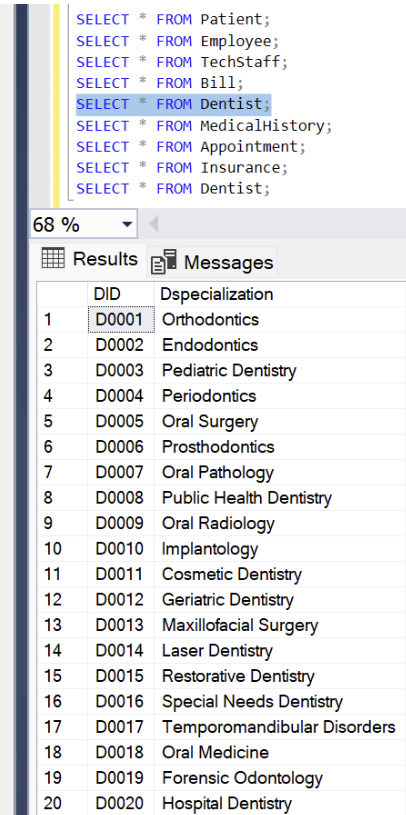 SELECT * FROM Patient;
SELECT * FROM Employee;
SELECT * FROM TechStaff;
SELECT * FROM Bill;
SELECT * FROM Dentist;
SELECT * FROM MedicalHistory;
SELECT * FROM Appointment;
SELECT * FROM Insurance;
SELECT * FROM Dentist;
68 %
Results Messages
DID Dspecialization
1 D0001 Orthodontics
2 D0002 Endodontics
3 D0003 Pediatric Dentistry
4 D0004 Periodontics
5 D0005 Oral Surgery
6 D0006 Prosthodontics
7 D0007 Oral Pathology
8 D0008 Public Health Dentistry
9 D0009 Oral Radiology
10 D0010 Implantology
11 D0011 Cosmetic Dentistry
12 D0012 Geriatric Dentistry
13 D0013 Maxillofacial Surgery
14 D0014 Laser Dentistry
15 D0015 Restorative Dentistry
16 D0016 Special Needs Dentistry
17 D0017 Temporomandibular Disorders
18 D0018 Oral Medicine
19 D0019 Forensic Odontology
20 D0020 Hospital Dentistry